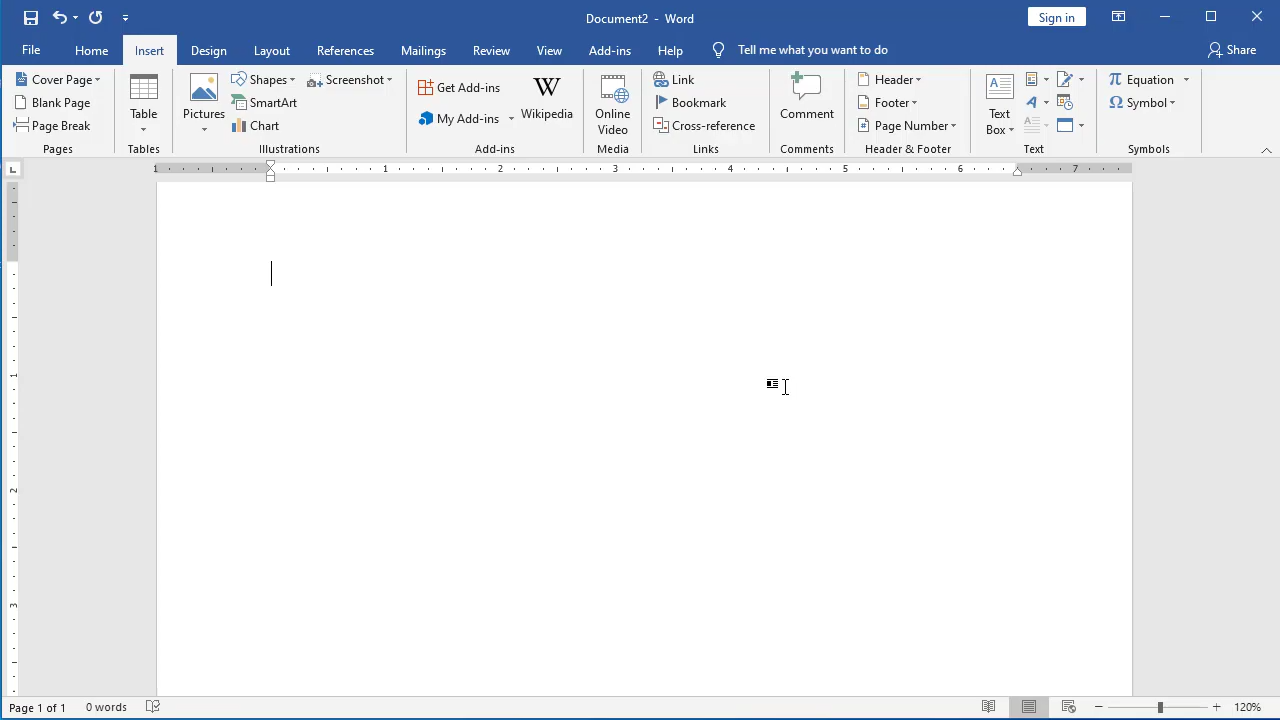 Document2 - Word
Sign in
File Home Insert Design Layout References Mailings Review View Add-ins Help Tell me what you want to do Share
Cover Page
Blank Page
Page Break
Pages
Table
Tables
Pictures
Shapes
SmartArt
Chart
Screenshot
Illustrations
Get Add-ins
My Add-ins
W
Wikipedia
Add-ins
Online
Video
Media
Link
Bookmark
Cross-reference
Links
Comment
Comments
Header
Footer
Page Number
Header & Footer
Text
Box
Text
π Equation
Ω Symbol
Symbols
1 1 2 3 4 5 6 7
1
2
3
Page 1 of 1 0 words 120%